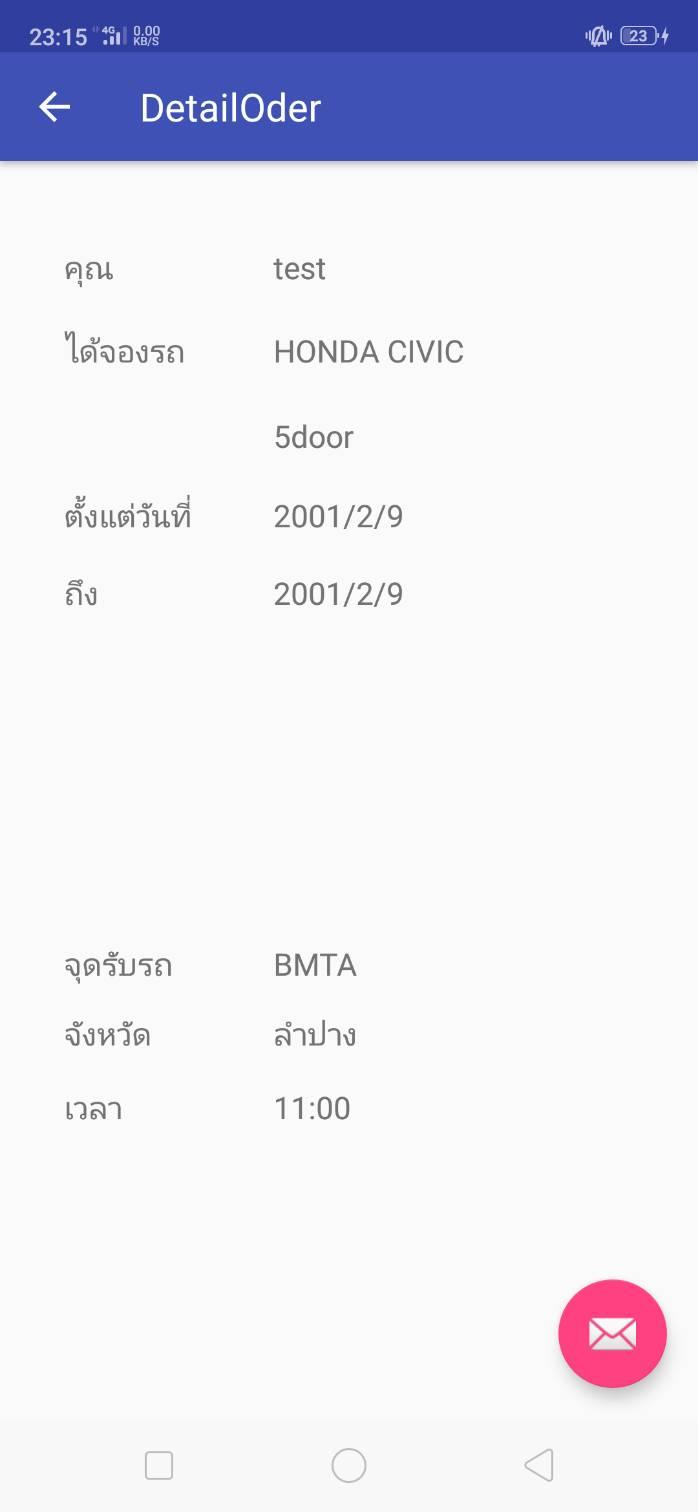 23:15 4G 0.00 KB/S 23
DetailOder
คุณ test
ได้จองรถ HONDA CIVIC
5door
ตั้งแต่วันที่ 2001/2/9
ถึง 2001/2/9
จุดรับรถ BMTA
จังหวัด ลำปาง
เวลา 11:00